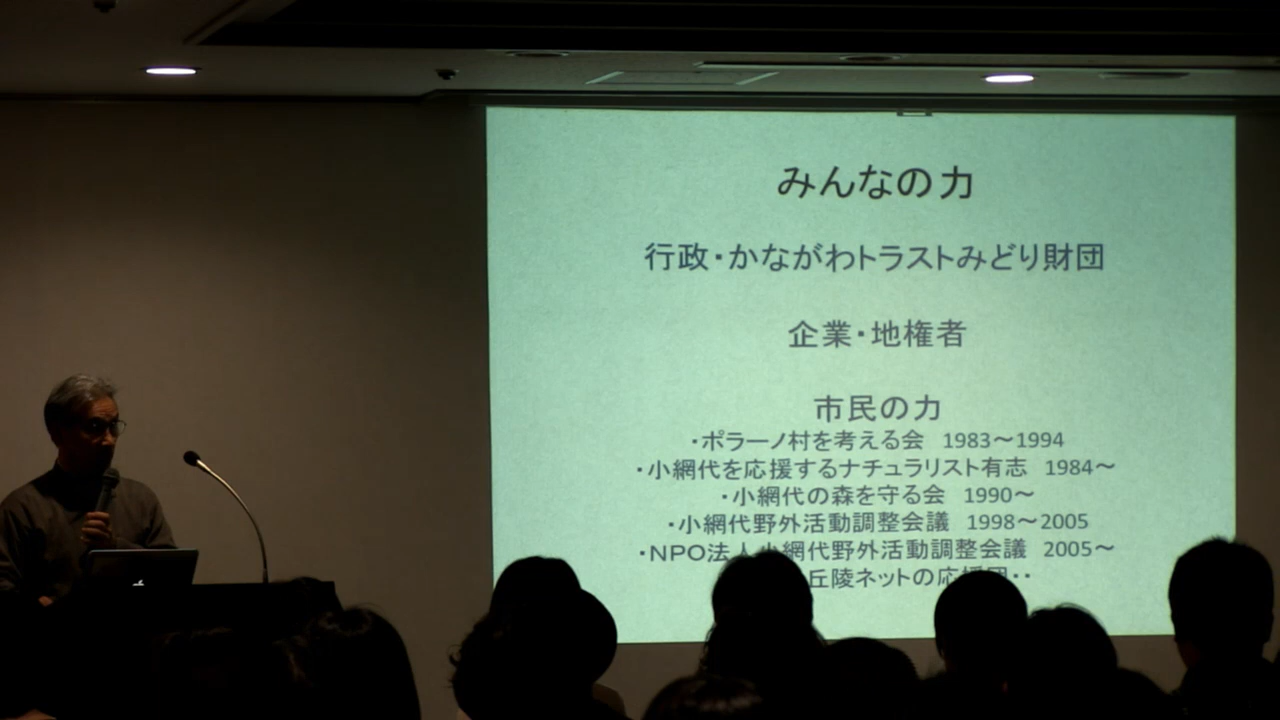 みんなの力
行政・かながわトラストみどり財団
企業・地権者
市民の力
・ポラーノ村を考える会 1983～1994
・小網代を応援するナチュラリスト有志 1984～
・小網代の森を守る会 1990～
・小網代野外活動調整会議 1998～2005
・NPO法人小網代野外活動調整会議 2005～
丘陵ネットの応援団・・